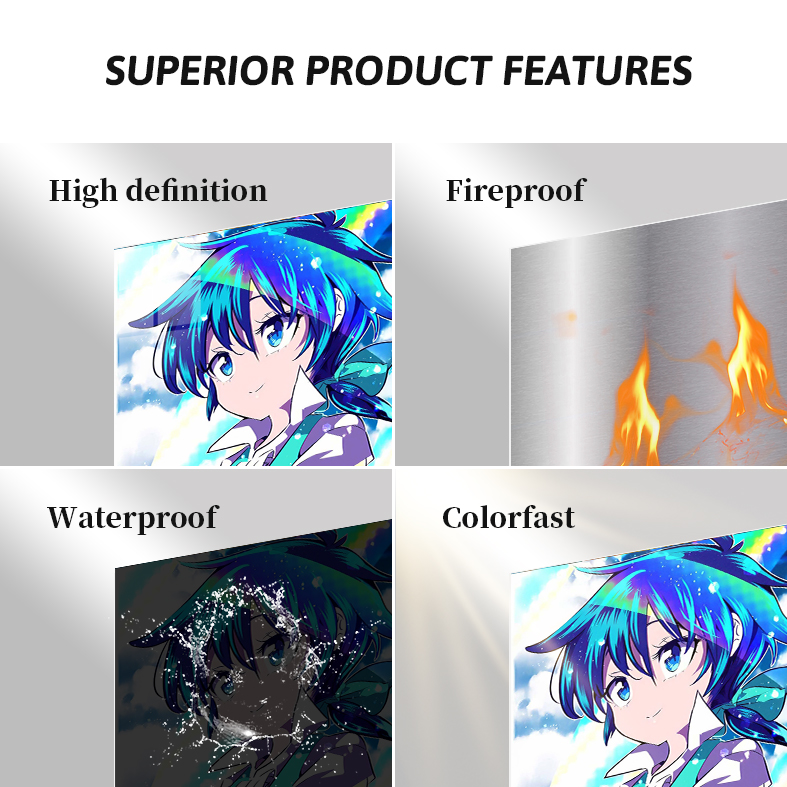 SUPERIOR PRODUCT FEATURES
High definition
Fireproof
Waterproof
Colorfast